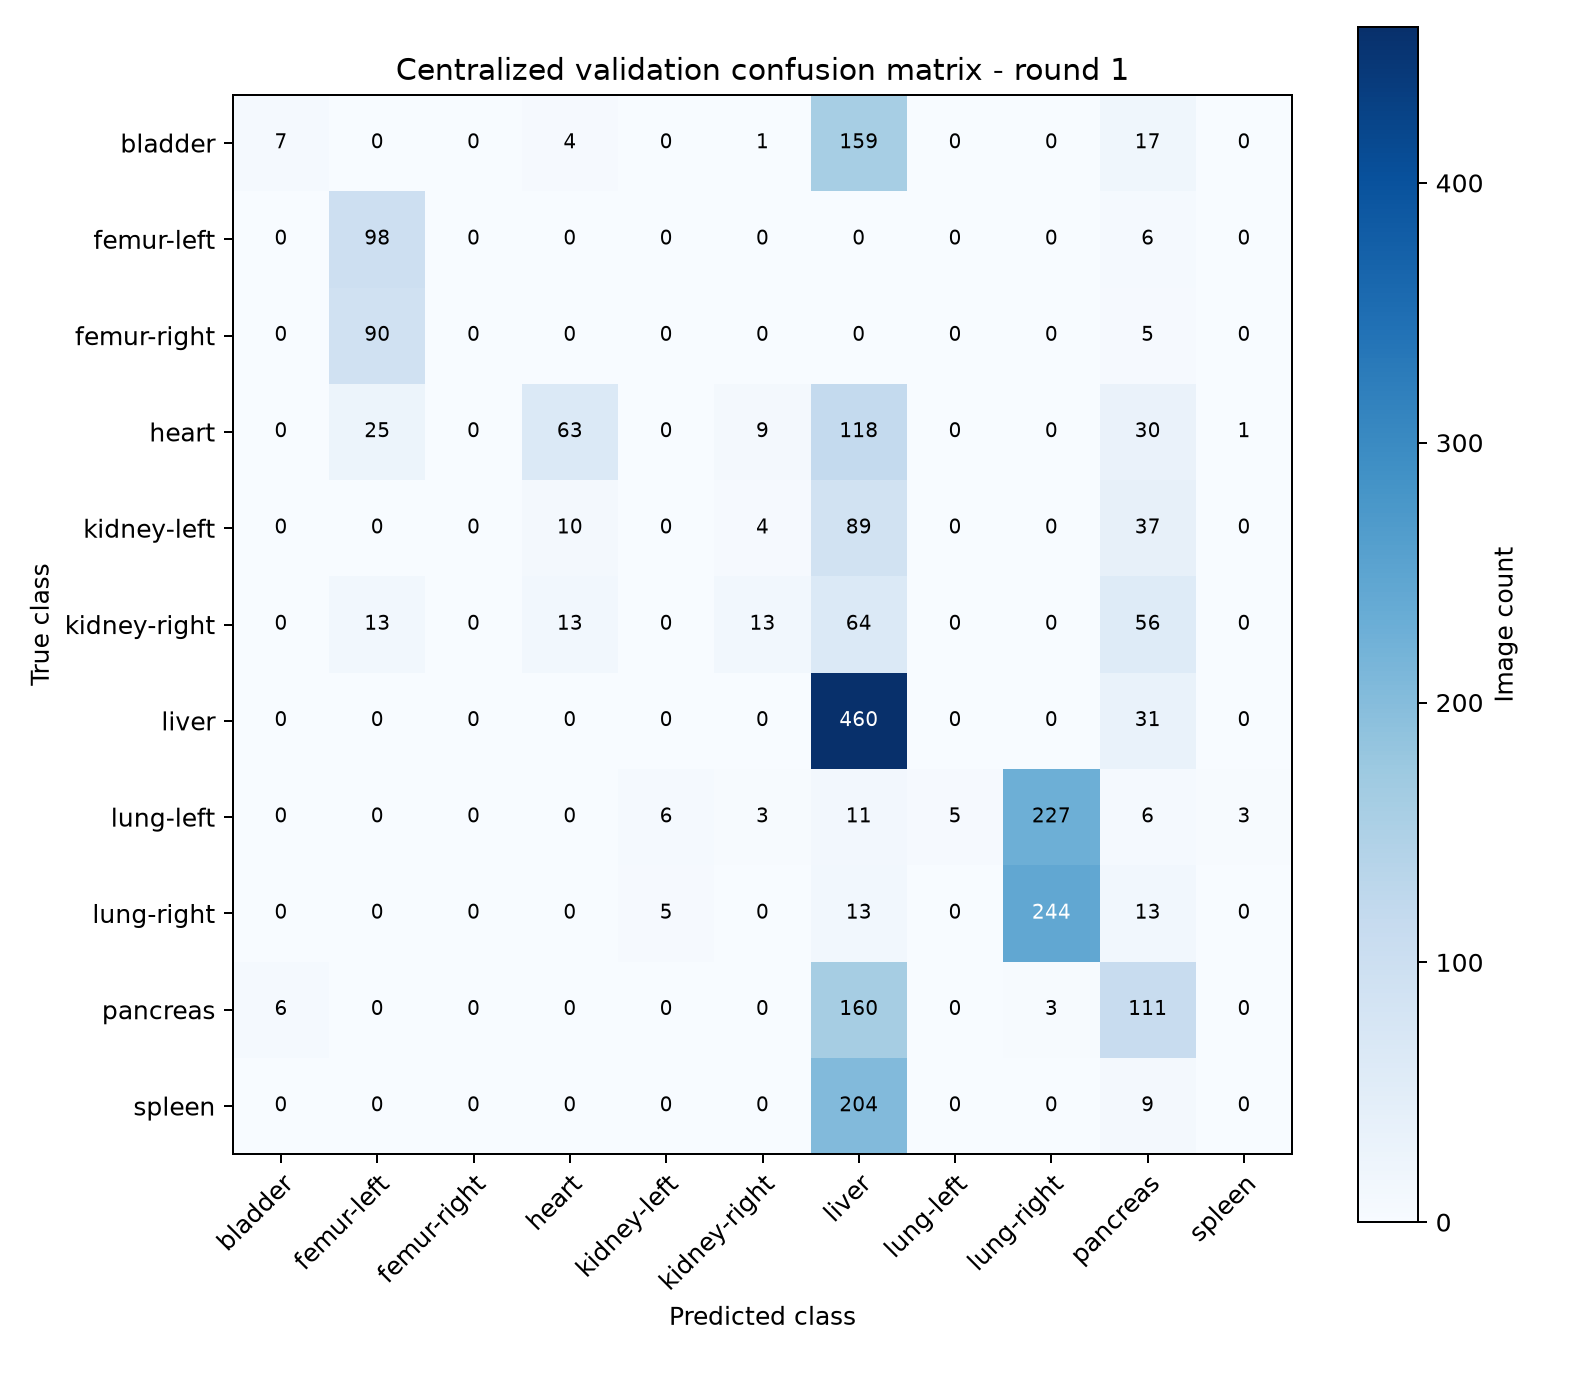 Centralized validation confusion matrix - round 1
bladder 7 0 0 4 0 1 159 0 0 17 0
femur-left 0 98 0 0 0 0 0 0 0 6 0
femur-right 0 90 0 0 0 0 0 0 0 5 0
heart 0 25 0 63 0 9 118 0 0 30 1
kidney-left 0 0 0 10 0 4 89 0 0 37 0
kidney-right 0 13 0 13 0 13 64 0 0 56 0
liver 0 0 0 0 0 0 460 0 0 31 0
lung-left 0 0 0 0 6 3 11 5 227 6 3
lung-right 0 0 0 0 5 0 13 0 244 13 0
pancreas 6 0 0 0 0 0 160 0 3 111 0
spleen 0 0 0 0 0 0 204 0 0 9 0
True class
bladder femur-left femur-right heart kidney-left kidney-right liver lung-left lung-right pancreas spleen
Predicted class
400
300
200
100
0
Image count